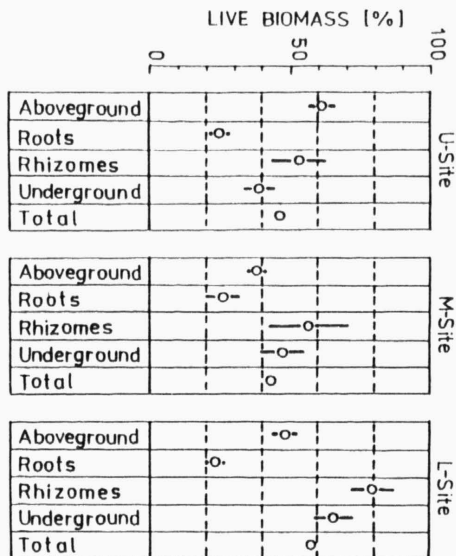 LIVE BIOMASS [%]
0
50
100
U-Site
Aboveground
Roots
Rhizomes
Underground
Total
M-Site
Aboveground
Roots
Rhizomes
Underground
Total
L-Site
Aboveground
Roots
Rhizomes
Underground
Total